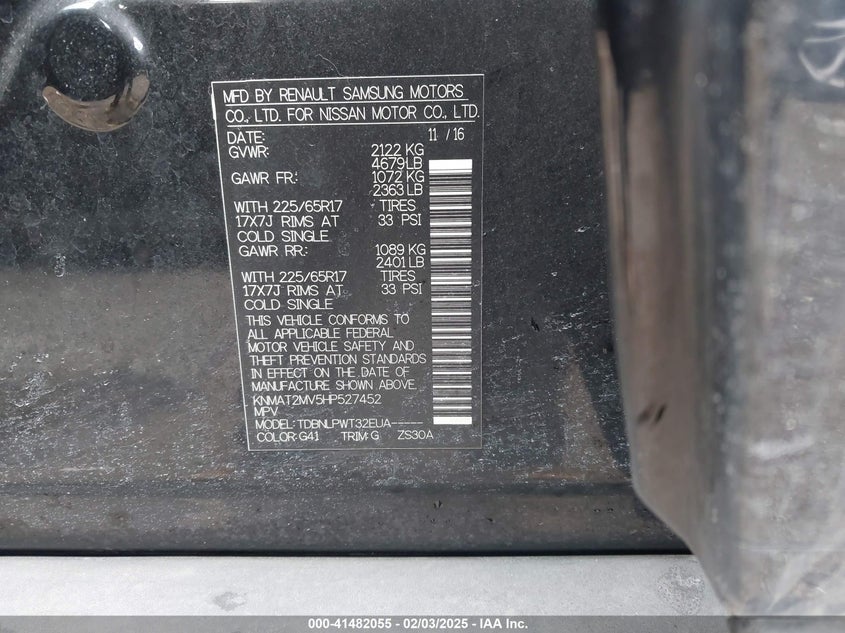 MFD BY RENAULT SAMSUNG MOTORS
CO., LTD. FOR NISSAN MOTOR CO., LTD.
DATE: 11 / 16
GVWR: 2122 KG
4679 LB
GAWR FR: 1072 KG
2363 LB
WITH 225/65R17 TIRES
17X7J RIMS AT 33 PSI
COLD SINGLE
GAWR RR: 1089 KG
2401 LB
WITH 225/65R17 TIRES
17X7J RIMS AT 33 PSI
COLD SINGLE
THIS VEHICLE CONFORMS TO
ALL APPLICABLE FEDERAL
MOTOR VEHICLE SAFETY AND
THEFT PREVENTION STANDARDS
IN EFFECT ON THE DATE OF
MANUFACTURE SHOWN ABOVE.
KNMAT2MV5HP527452
MPV
MODEL: TDBNLPWT32EUA-----
COLOR: G41 TRIM: G ZS30A
000-41482055 - 02/03/2025 - IAA Inc.